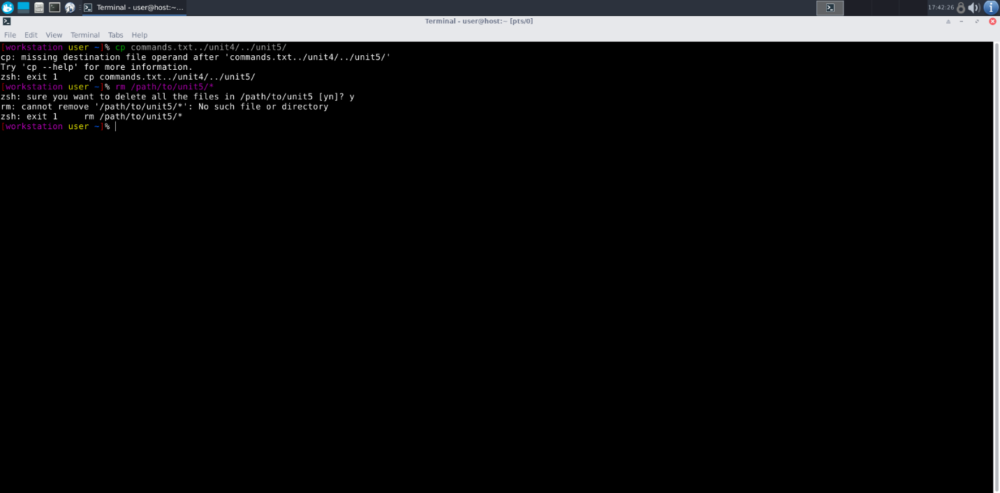 Terminal - user@host:~...
17:42:26
Terminal - user@host:~ [pts/0]
File Edit View Terminal Tabs Help
[workstation user ~]% cp commands.txt../unit4/../unit5/
cp: missing destination file operand after 'commands.txt../unit4/../unit5/'
Try 'cp --help' for more information.
zsh: exit 1     cp commands.txt../unit4/../unit5/
[workstation user ~]% rm /path/to/unit5/*
zsh: sure you want to delete all the files in /path/to/unit5 [yn]? y
rm: cannot remove '/path/to/unit5/*': No such file or directory
zsh: exit 1     rm /path/to/unit5/*
[workstation user ~]%